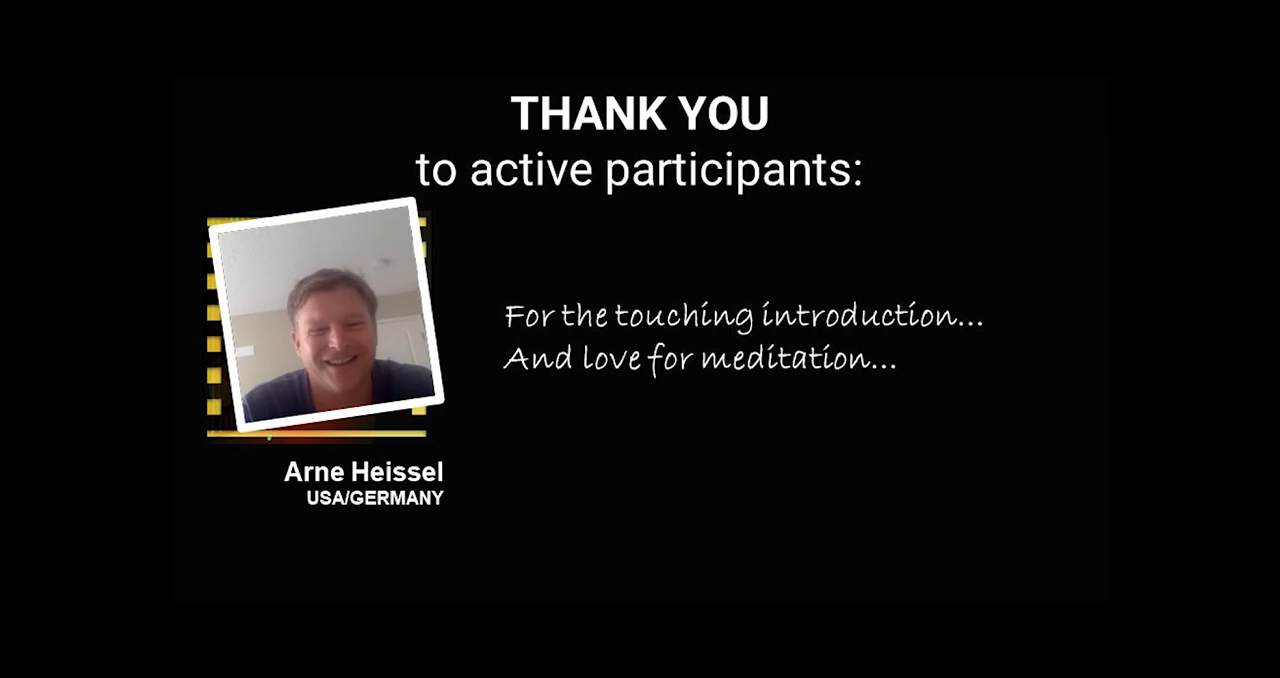 THANK YOU
to active participants:
For the touching introduction...
And love for meditation...
Arne Heissel
USA/GERMANY